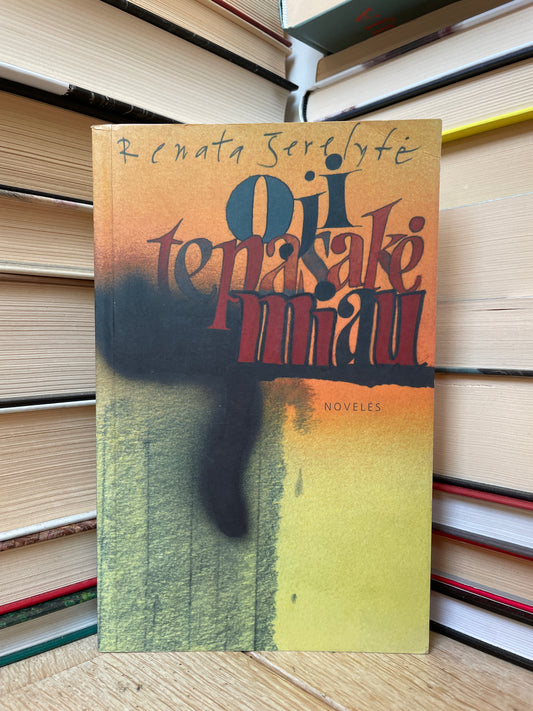 Renata Šerelytė
O ji
tepasakė
miau
NOVELĖS